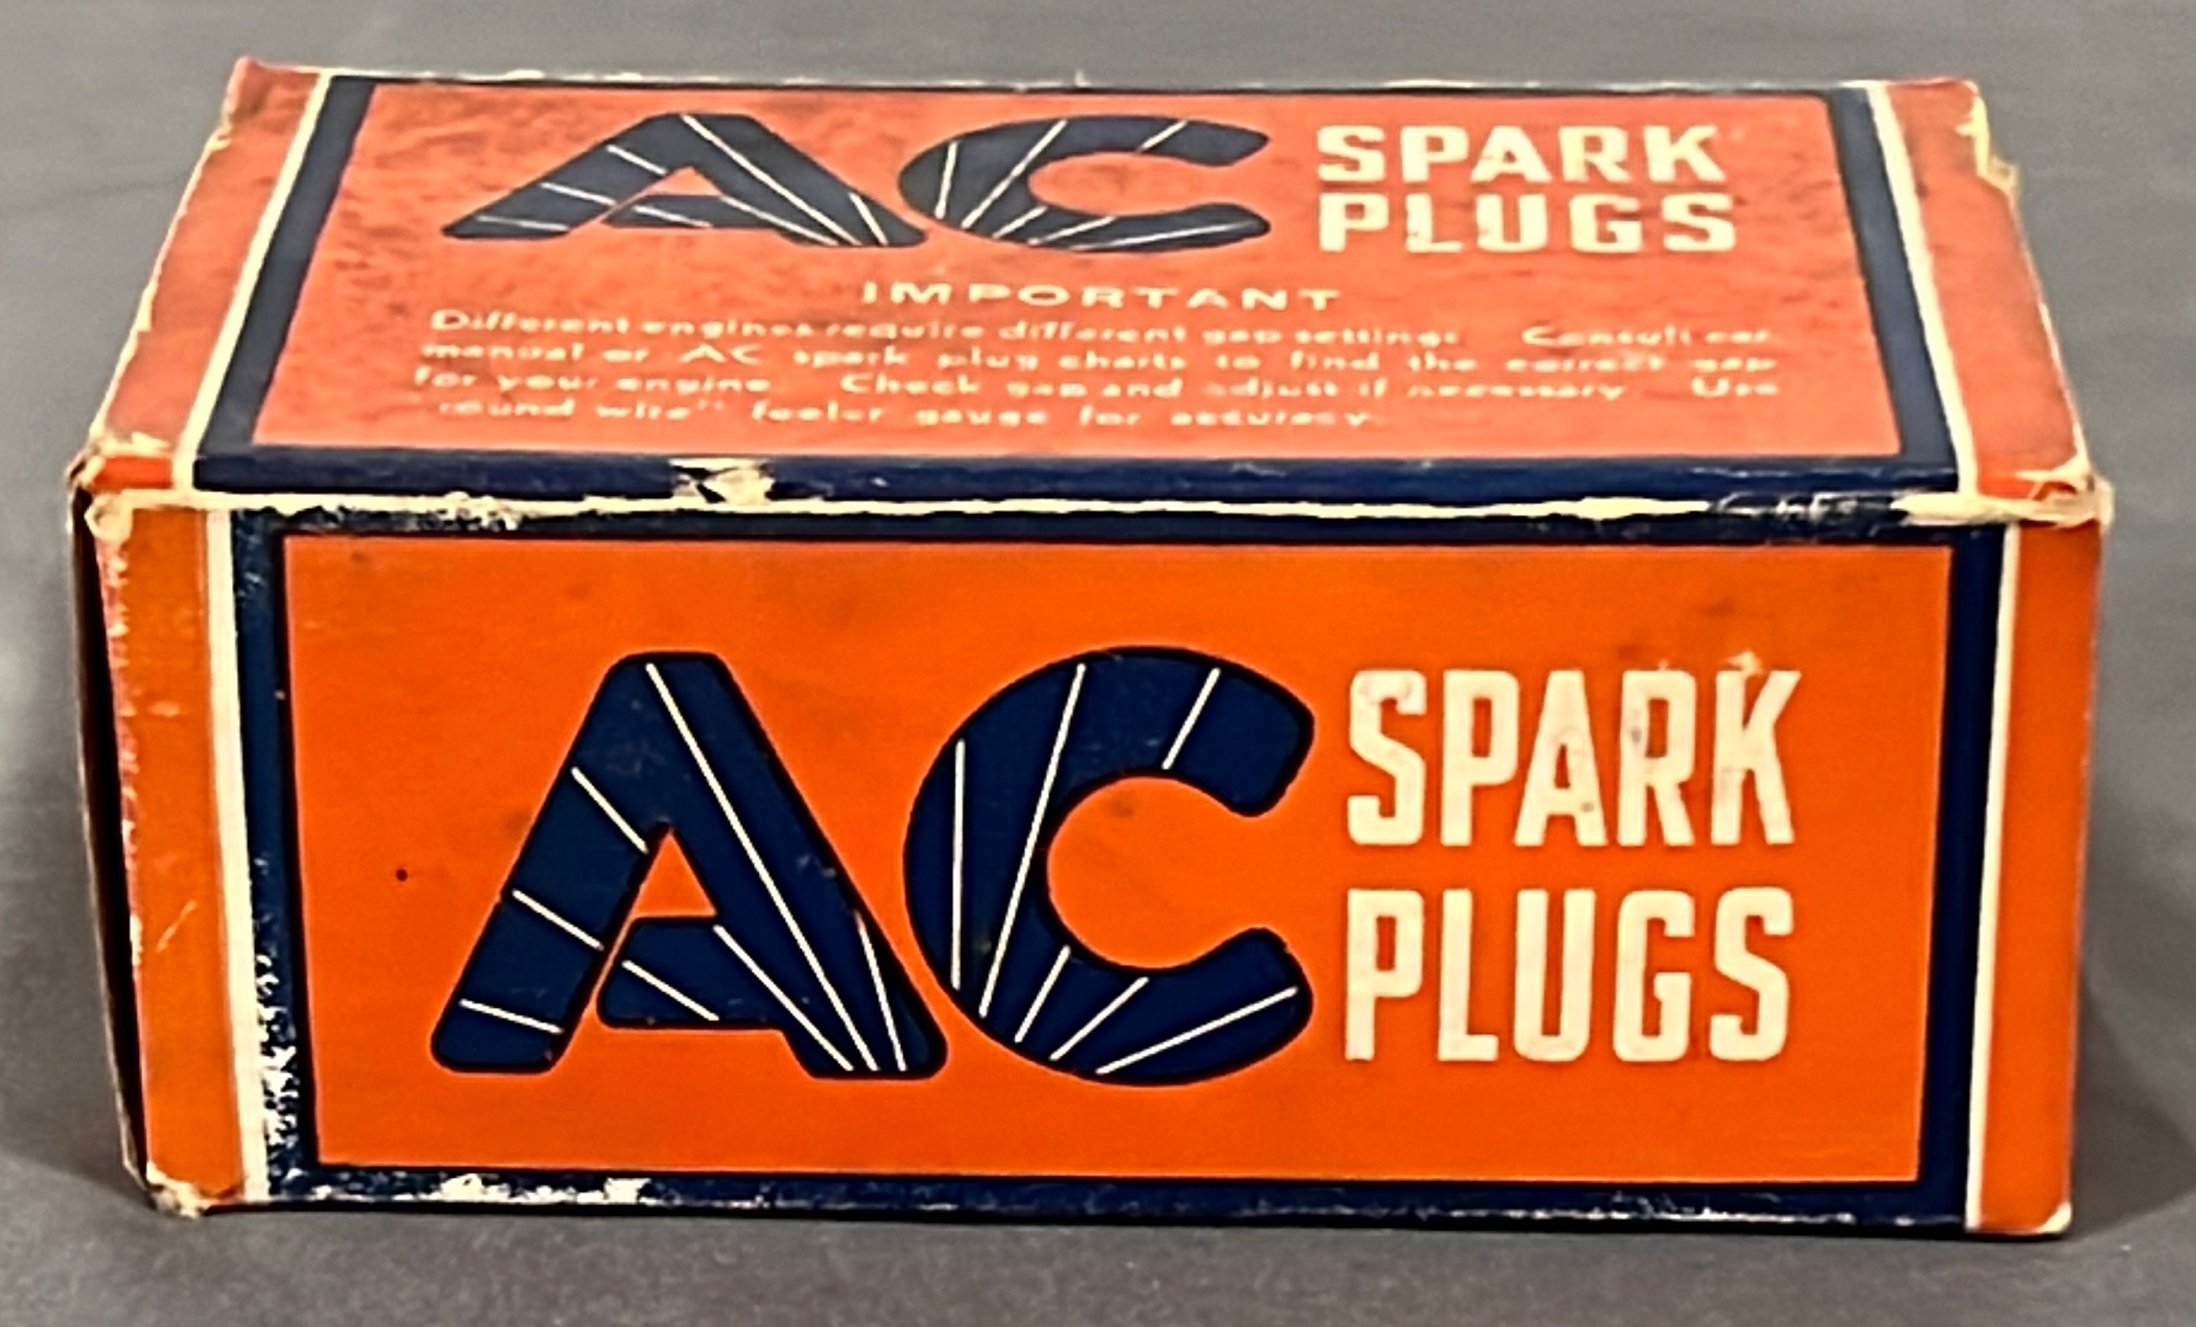 AC SPARK
PLUGS
IMPORTANT
Different engines require different gap settings Consult car
manual or AC spark plug charts to find the correct gap
for your engine Check gap and adjust if necessary Use
round wire" feeler gauge for accuracy.
AC SPARK
PLUGS